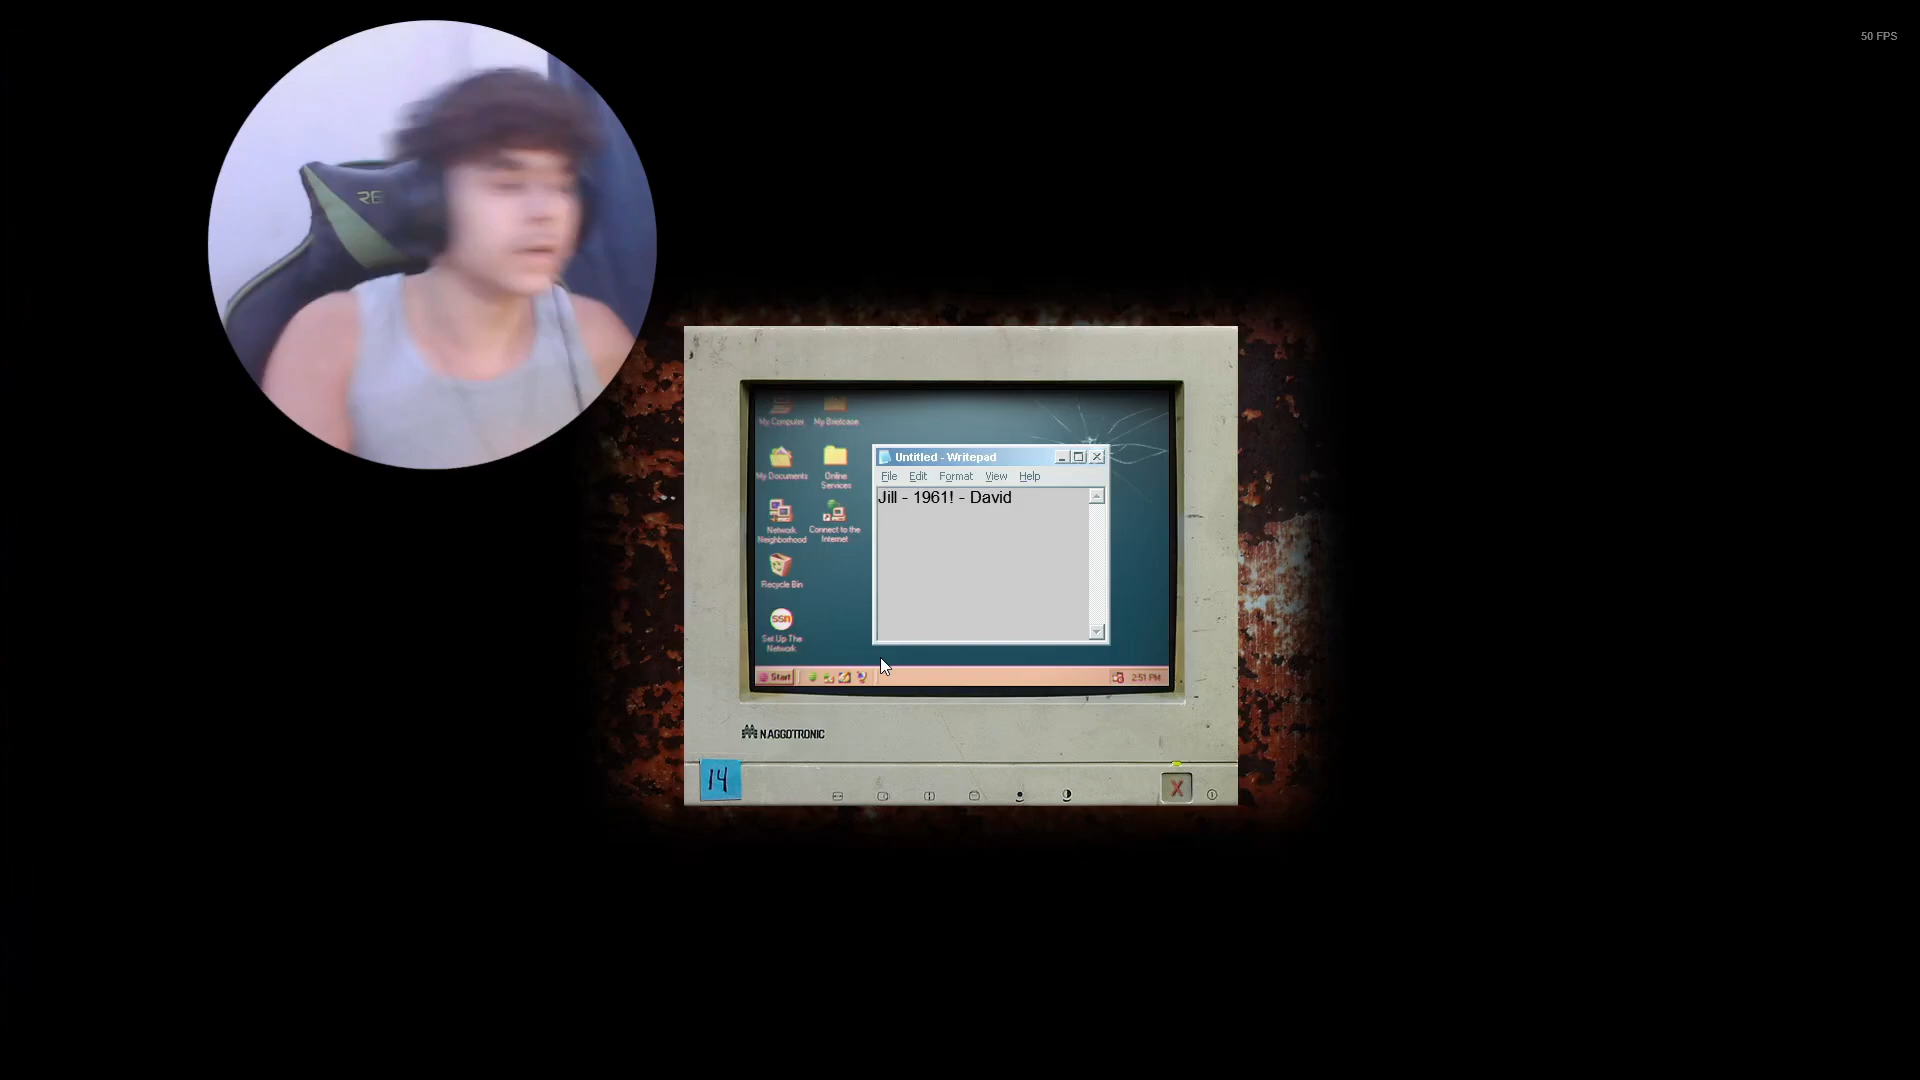 50 FPS
RE
My Computer
My Briefcase
Untitled - Writepad
File Edit Format View Help
Jill - 1961! - David
My Documents
Online
Services
Network
Neighborhood
Connect to the
Internet
Recycle Bin
ssn
Set Up The
Network
Start
2:51 PM
NAGGOTRONIC
14
X